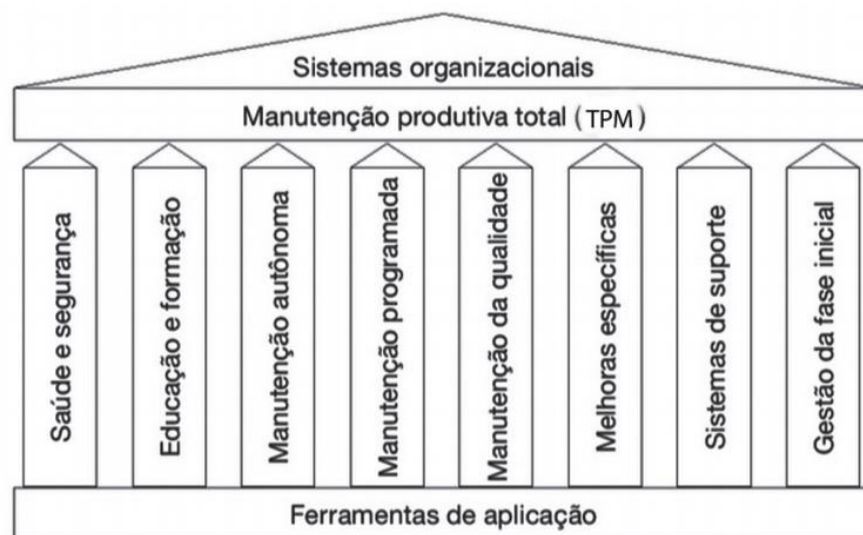 Sistemas organizacionais
Manutenção produtiva total (TPM)
Saúde e segurança
Educação e formação
Manutenção autônoma
Manutenção programada
Manutenção da qualidade
Melhoras específicas
Sistemas de suporte
Gestão da fase inicial
Ferramentas de aplicação